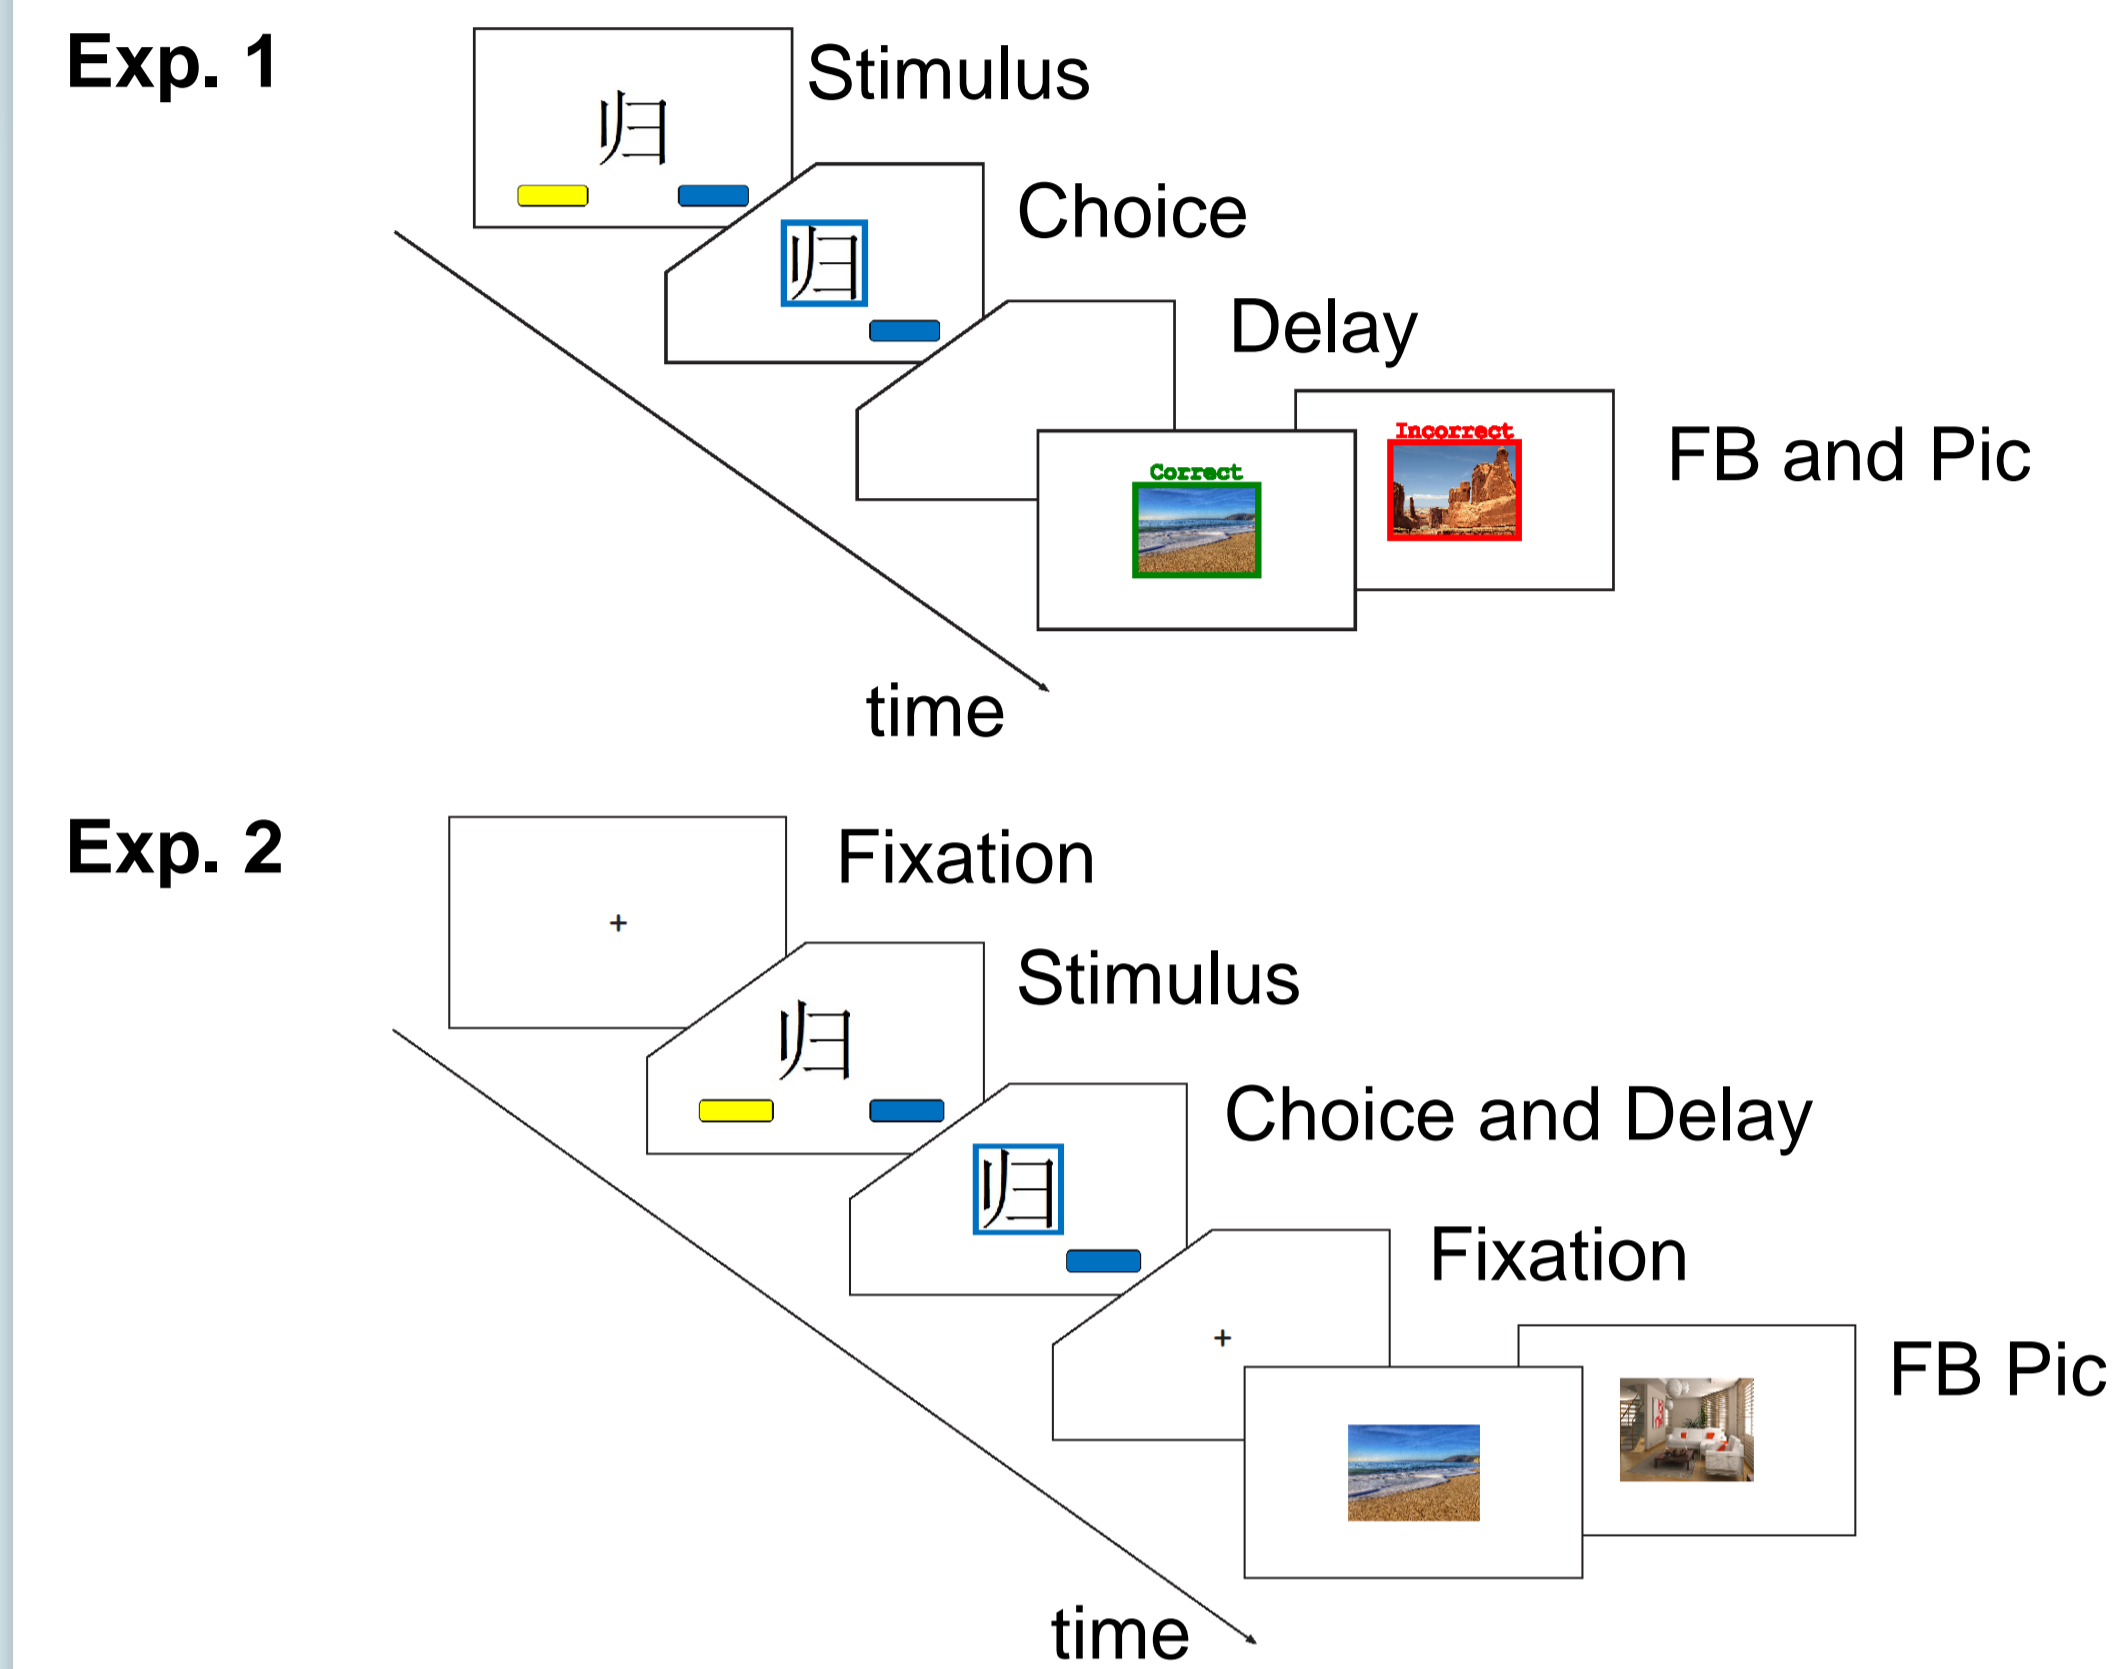 Exp. 1
Stimulus
归
Choice
归
Delay
FB and Pic
Incorrect
Correct
time
Exp. 2
Fixation
+
Stimulus
归
Choice and Delay
归
Fixation
+
FB Pic
time